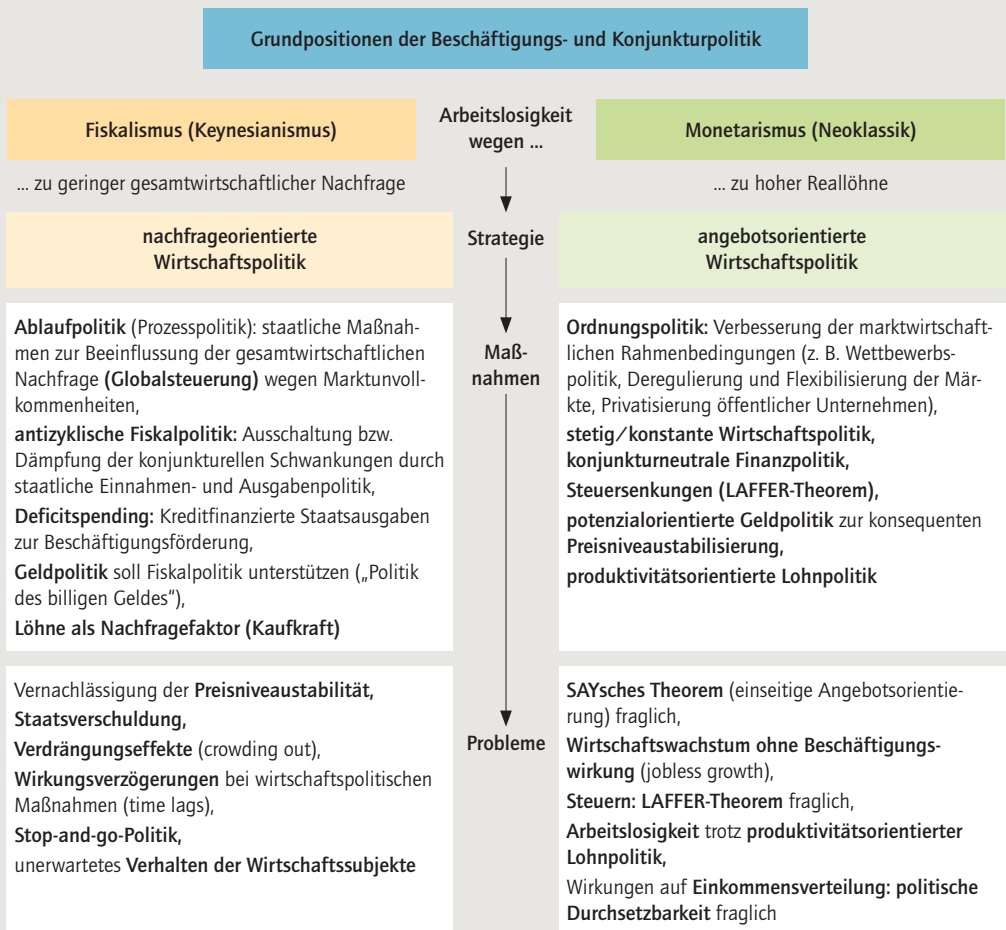 Grundpositionen der Beschäftigungs- und Konjunkturpolitik
Fiskalismus (Keynesianismus)
Arbeitslosigkeit
wegen ...
Monetarismus (Neoklassik)
... zu geringer gesamtwirtschaftlicher Nachfrage
... zu hoher Reallöhne
nachfrageorientierte
Wirtschaftspolitik
Strategie
angebotsorientierte
Wirtschaftspolitik
Ablaufpolitik (Prozesspolitik): staatliche Maßnah-
men zur Beeinflussung der gesamtwirtschaftlichen
Nachfrage (Globalsteuerung) wegen Marktunvoll-
kommenheiten,
antizyklische Fiskalpolitik: Ausschaltung bzw.
Dämpfung der konjunkturellen Schwankungen durch
staatliche Einnahmen- und Ausgabenpolitik,
Deficitspending: Kreditfinanzierte Staatsausgaben
zur Beschäftigungsförderung,
Geldpolitik soll Fiskalpolitik unterstützen („Politik
des billigen Geldes“),
Löhne als Nachfragefaktor (Kaufkraft)
Maß-
nahmen
Ordnungspolitik: Verbesserung der marktwirtschaft-
lichen Rahmenbedingungen (z. B. Wettbewerbs-
politik, Deregulierung und Flexibilisierung der Mär-
kte, Privatisierung öffentlicher Unternehmen),
stetig/konstante Wirtschaftspolitik,
konjunkturneutrale Finanzpolitik,
Steuersenkungen (LAFFER-Theorem),
potenzialorientierte Geldpolitik zur konsequenten
Preisniveaustabilisierung,
produktivitätsorientierte Lohnpolitik
Vernachlässigung der Preisniveaustabilität,
Staatsverschuldung,
Verdrängungseffekte (crowding out),
Wirkungsverzögerungen bei wirtschaftspolitischen
Maßnahmen (time lags),
Stop-and-go-Politik,
unerwartetes Verhalten der Wirtschaftssubjekte
Probleme
SAYsches Theorem (einseitige Angebotsorientie-
rung) fraglich,
Wirtschaftswachstum ohne Beschäftigungs-
wirkung (jobless growth),
Steuern: LAFFER-Theorem fraglich,
Arbeitslosigkeit trotz produktivitätsorientierter
Lohnpolitik,
Wirkungen auf Einkommensverteilung: politische
Durchsetzbarkeit fraglich